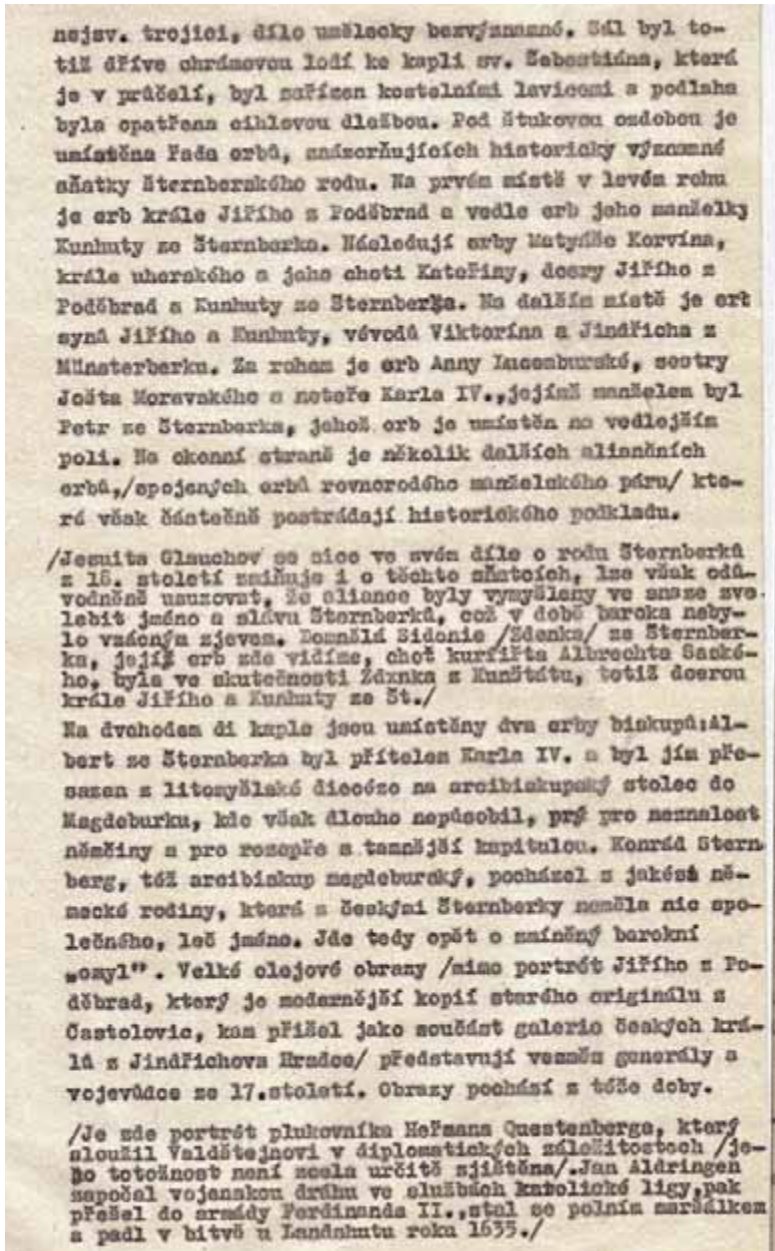 nejsv. trojici, dílo umělecky bezvýznamné. Sál byl to-
tiž dříve chrámovou lodí ke kapli sv. Šebestiána, která
je v průčelí, byl zařízen kostelními lavicemi a podlaha
byla opatřena cihlovou dlažbou. Pod štukovou ozdobou je
umístěna řada erbů, znázorňujících historicky významné
sňatky šternberského rodu. Na prvém místě v levém rohu
je erb krále Jiřího z Poděbrad a vedle erb jeho manželky
Kunhuty ze Šternberka. Následují erby Matyáše Korvína,
krále uherského a jeho choti Kateřiny, dcery Jiřího z
Poděbrad a Kunhuty ze Šternberka. Na dalším místě je erb
synů Jiřího a Kunhuty, vévodů Viktorína a Jindřicha z
Münsterberku. Za rohem je erb Anny Lucemburské, sestry
Jošta Moravského a neteře Karla IV.,jejímž manželem byl
Petr ze Šternberka, jehož erb je umístěn na vedlejším
poli. Na okenní straně je několik dalších aliančních
erbů,/spojených erbů rovnorodého manželského páru/ kte-
ré však částečně postrádají historického podkladu.
/Jesuita Glauchov se sice ve svém díle o rodu Šternberků
z 18. století zmiňuje i o těchto sňatcích, lze však odů-
vodněně usuzovat, že aliance byly vymyšleny ve snaze zve-
lebit jméno a slávu Šternberků, což v době baroka neby-
lo vzácným zjevem. Domnělá Sidonie /Zdenka/ ze Šternber-
ka, jejíž erb zde vidíme, choť kurfiřta Albrechta Saské-
ho, byla ve skutečnosti Zdznka z Kunštátu, totiž dcerou
krále Jiřího a Kunhuty ze Št./
Na dvchodem di kaple jsou umístěny dva erby biskupů:Al-
bert ze Šternberka byl přítelem Karla IV. a byl jím pře-
sazen z litomyšlské diecéze na arcibiskupský stolec do
Magdeburku, kde však dlouho nepůsobil, prý pro neznalost
němčiny a pro rozepře s tamnější kapitulou. Konrád Stern
berg, též arcibiskup magdeburský, pocházel z jakési ně-
mecké rodiny, která s českými Šternberky neměla nic spo-
lečného, leč jméno. Jde tedy opět o zmíněný barokní
„omyl". Velké olejové obrazy /mimo portrét Jiřího z Po-
děbrad, který je modernější kopií starého originálu z
Častolovic, kam přišel jako součást galerie českých krá-
lů z Jindřichova Hradce/ představují vesměs generály a
vojevůdce ze 17.století. Obrazy pochází z téže doby.
/Je zde portrét plukovníka Heřmana Questenberga, který
sloužil Valdštejnovi v diplomatických záležitostech /je-
ho totožnost není zcela určitě zjištěna/.Jan Aldringen
započal vojenskou dráhu ve službách katolické ligy,pak
přešel do armády Ferdinanda II.,stal se polním maršálkem
a padl v bitvě u Landshutu roku 1635./